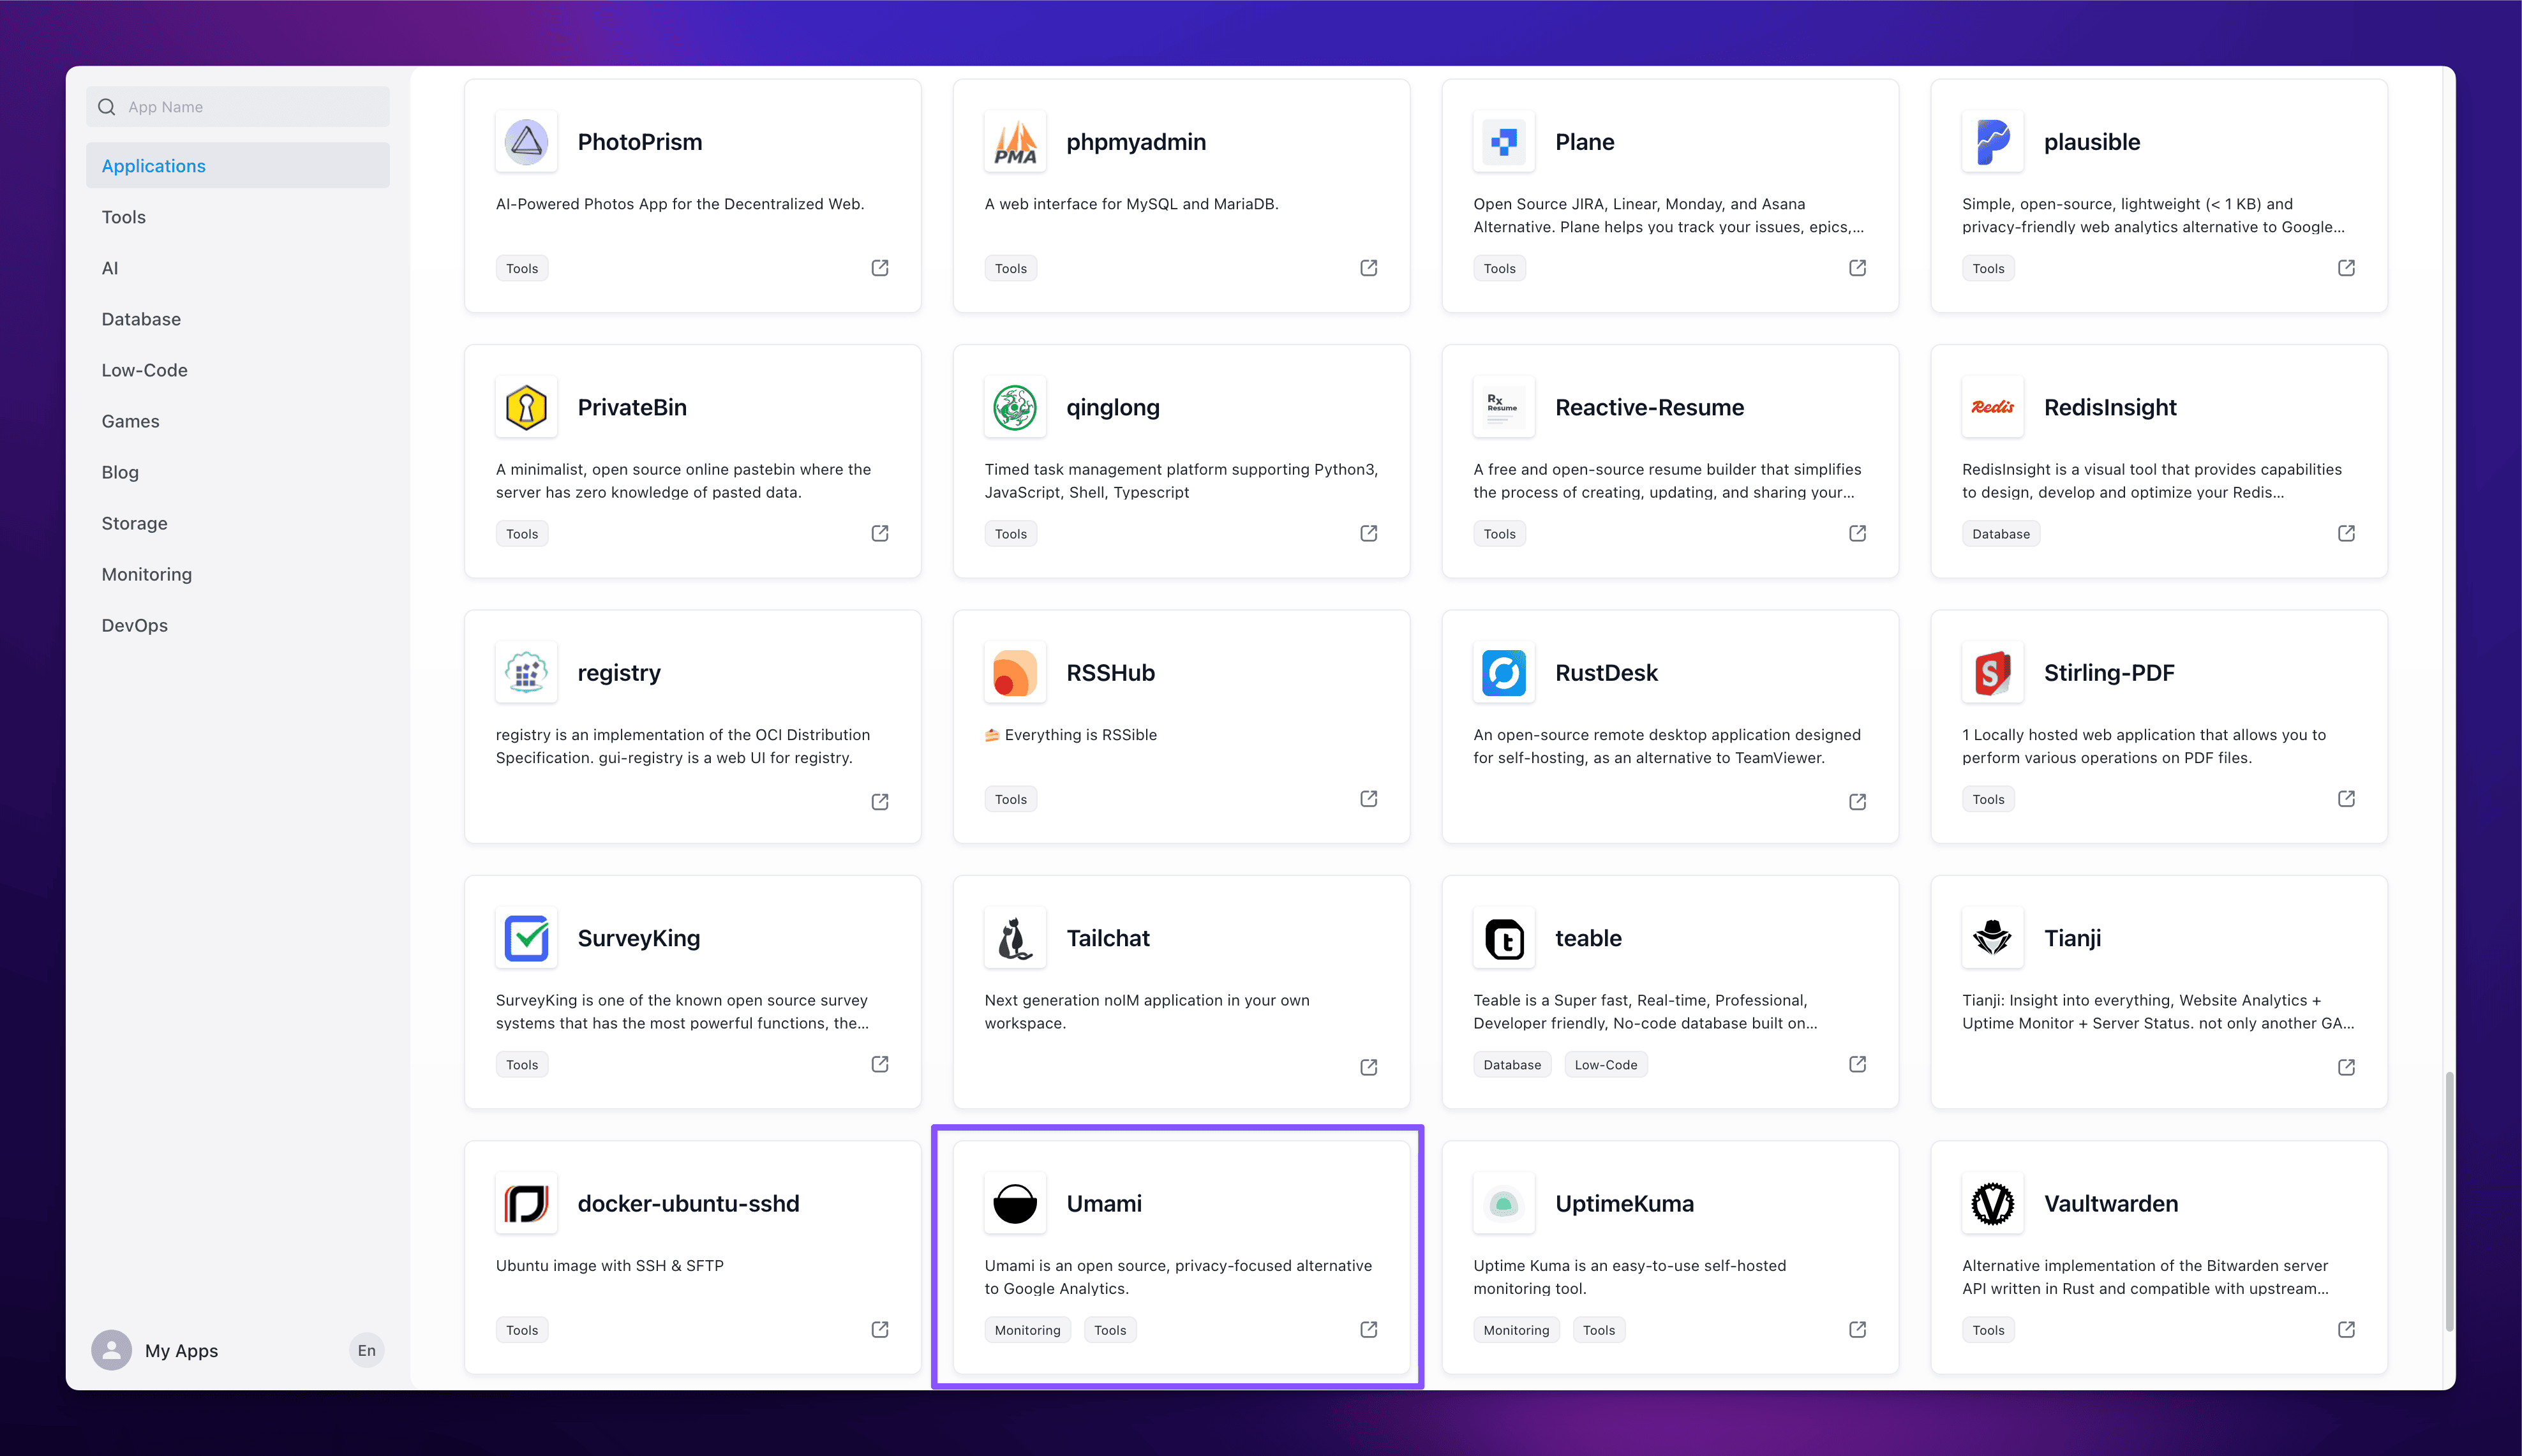 App Name
Applications
Tools
AI
Database
Low-Code
Games
Blog
Storage
Monitoring
DevOps
My Apps
En
PhotoPrism
AI-Powered Photos App for the Decentralized Web.
Tools
PMA
phpmyadmin
A web interface for MySQL and MariaDB.
Tools
Plane
Open Source JIRA, Linear, Monday, and Asana
Alternative. Plane helps you track your issues, epics,...
Tools
plausible
Simple, open-source, lightweight (< 1 KB) and
privacy-friendly web analytics alternative to Google...
Tools
PrivateBin
A minimalist, open source online pastebin where the
server has zero knowledge of pasted data.
Tools
qinglong
Timed task management platform supporting Python3,
JavaScript, Shell, Typescript
Tools
Rx
Resume
Reactive-Resume
A free and open-source resume builder that simplifies
the process of creating, updating, and sharing your...
Tools
Redis
RedisInsight
RedisInsight is a visual tool that provides capabilities
to design, develop and optimize your Redis...
Database
registry
registry is an implementation of the OCI Distribution
Specification. gui-registry is a web UI for registry.
RSSHub
🍰 Everything is RSSible
Tools
RustDesk
An open-source remote desktop application designed
for self-hosting, as an alternative to TeamViewer.
S
Stirling-PDF
1 Locally hosted web application that allows you to
perform various operations on PDF files.
Tools
SurveyKing
SurveyKing is one of the known open source survey
systems that has the most powerful functions, the...
Tools
Tailchat
Next generation noIM application in your own
workspace.
t
teable
Teable is a Super fast, Real-time, Professional,
Developer friendly, No-code database built on...
Database Low-Code
Tianji
Tianji: Insight into everything, Website Analytics +
Uptime Monitor + Server Status. not only another GA...
docker-ubuntu-sshd
Ubuntu image with SSH & SFTP
Tools
Umami
Umami is an open source, privacy-focused alternative
to Google Analytics.
Monitoring Tools
UptimeKuma
Uptime Kuma is an easy-to-use self-hosted
monitoring tool.
Monitoring Tools
V
Vaultwarden
Alternative implementation of the Bitwarden server
API written in Rust and compatible with upstream...
Tools